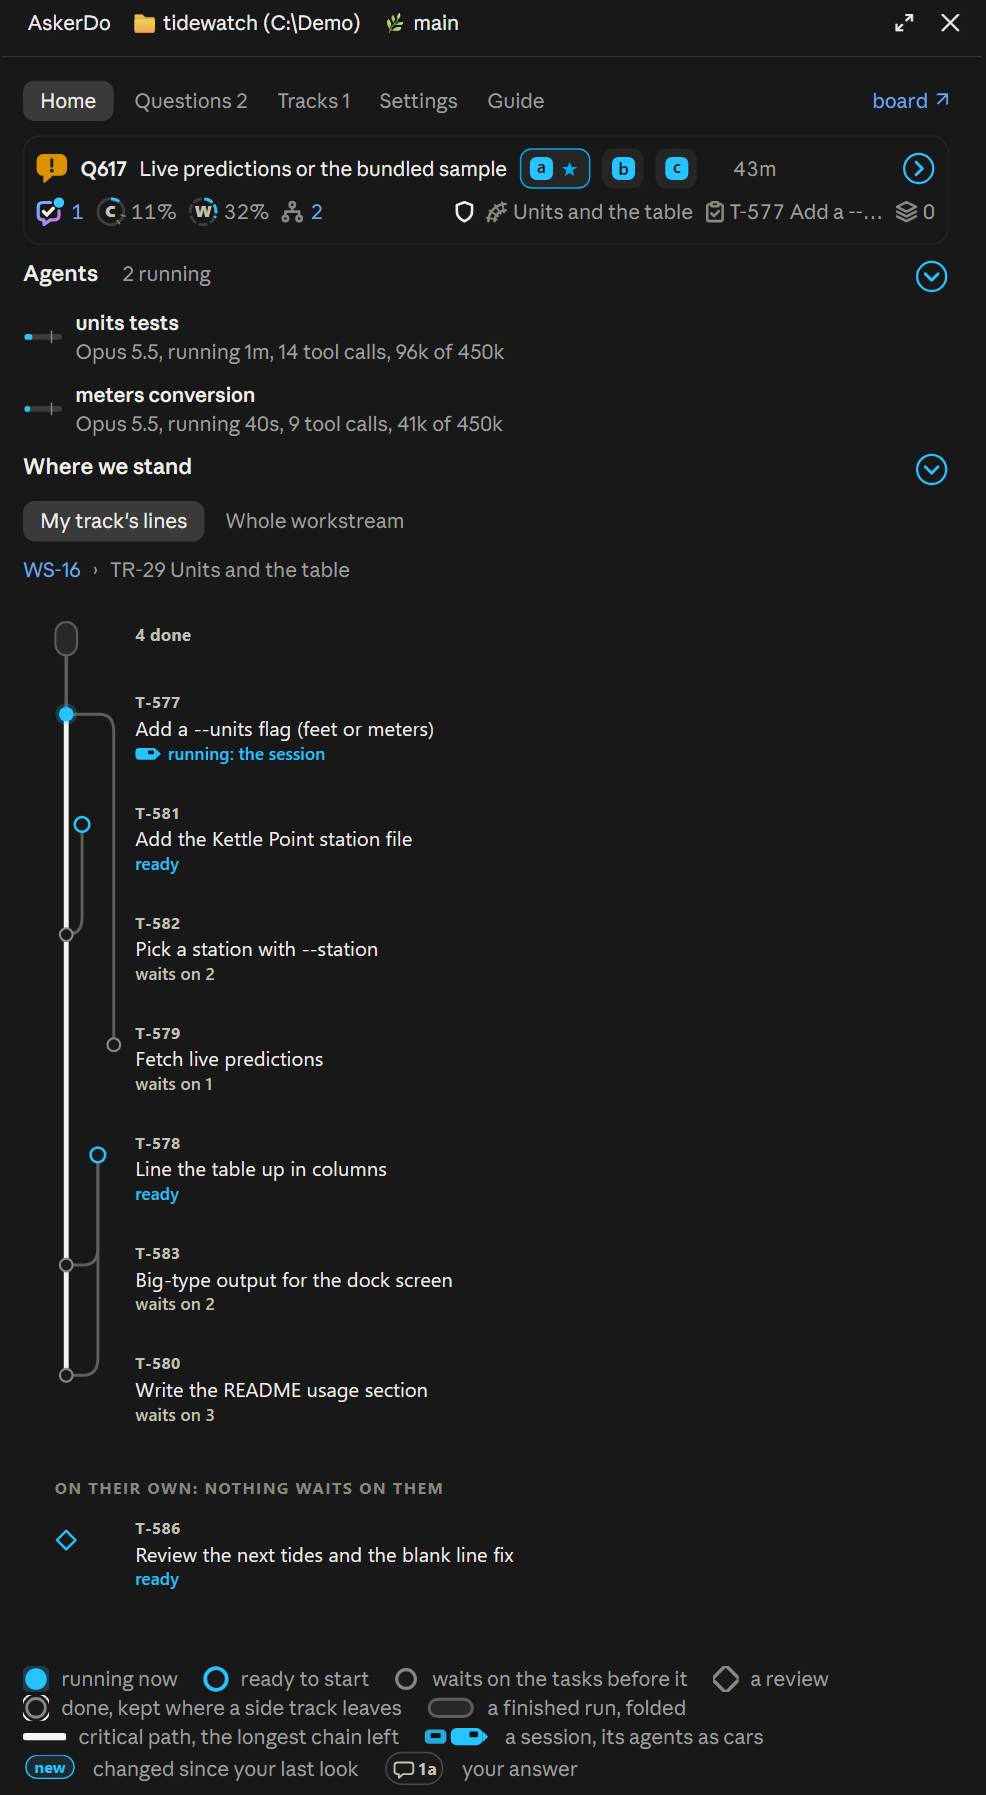 AskerDo tidewatch (C:\Demo) main
Home Questions 2 Tracks 1 Settings Guide board
Q617 Live predictions or the bundled sample a b c 43m
1 C 11% W 32% 2 Units and the table T-577 Add a --... 0
Agents 2 running
units tests
Opus 5.5, running 1m, 14 tool calls, 96k of 450k
meters conversion
Opus 5.5, running 40s, 9 tool calls, 41k of 450k
Where we stand
My track's lines Whole workstream
WS-16 › TR-29 Units and the table
4 done
T-577
Add a --units flag (feet or meters)
running: the session
T-581
Add the Kettle Point station file
ready
T-582
Pick a station with --station
waits on 2
T-579
Fetch live predictions
waits on 1
T-578
Line the table up in columns
ready
T-583
Big-type output for the dock screen
waits on 2
T-580
Write the README usage section
waits on 3
ON THEIR OWN: NOTHING WAITS ON THEM
T-586
Review the next tides and the blank line fix
ready
running now ready to start waits on the tasks before it a review
done, kept where a side track leaves a finished run, folded
critical path, the longest chain left a session, its agents as cars
new changed since your last look 1a your answer